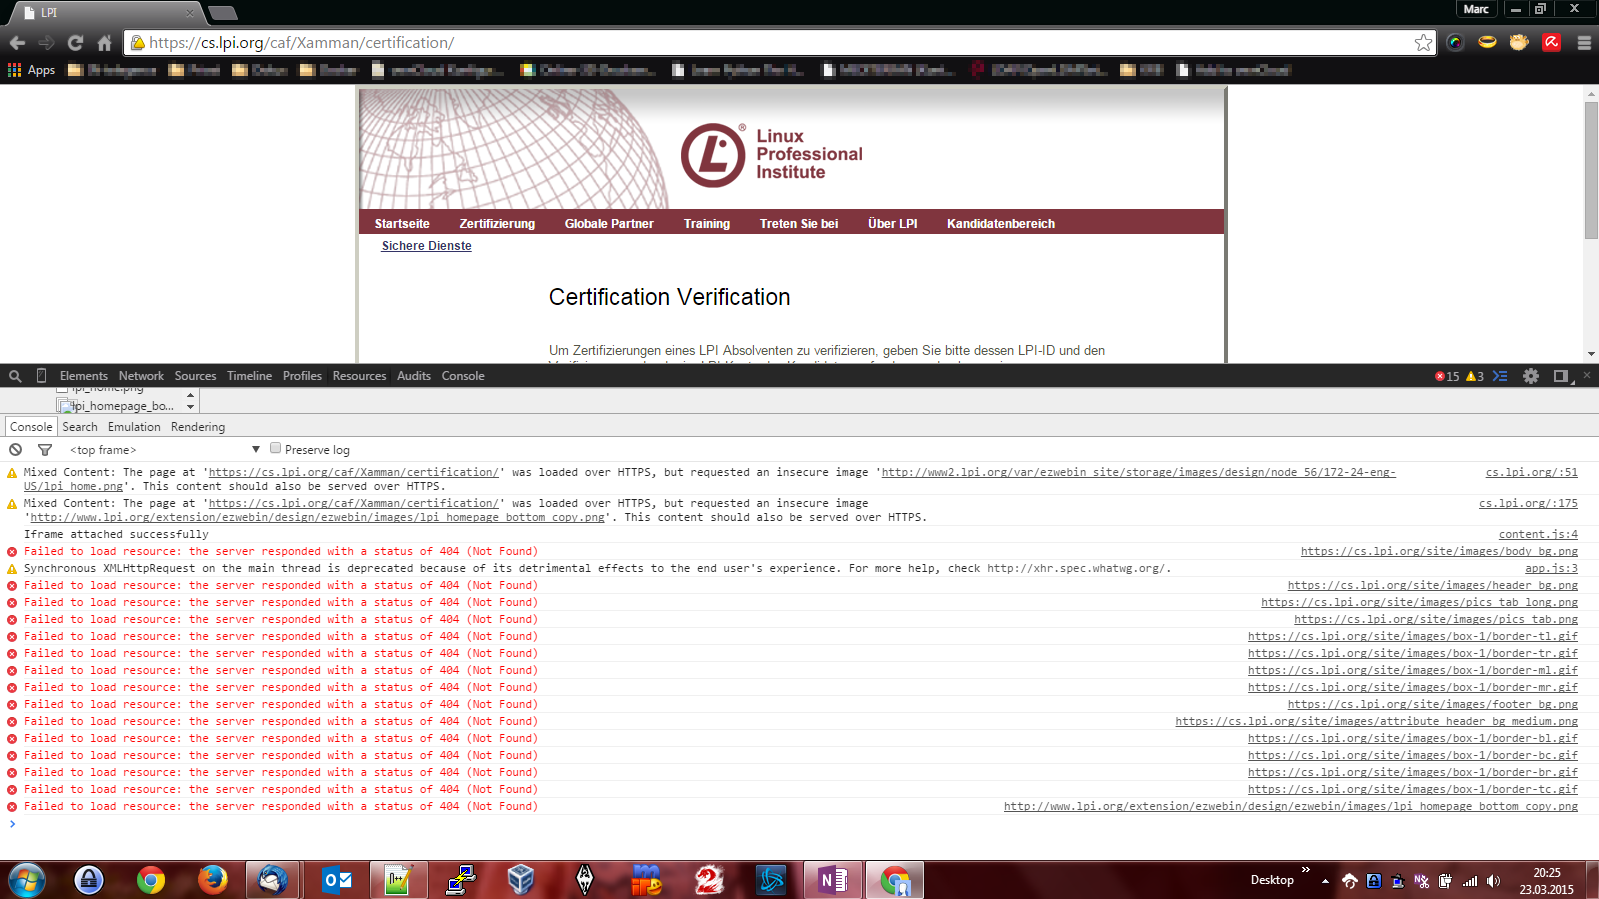 LPI
Marc
https://cs.lpi.org/caf/Xamman/certification/
Apps
Linux
Professional
Institute
Startseite Zertifizierung Globale Partner Training Treten Sie bei Über LPI Kandidatenbereich
Sichere Dienste
Certification Verification
Um Zertifizierungen eines LPI Absolventen zu verifizieren, geben Sie bitte dessen LPI-ID und den
Elements Network Sources Timeline Profiles Resources Audits Console 15 3
lpi_home.png
lpi_homepage_bo...
Console Search Emulation Rendering
<top frame> Preserve log
Mixed Content: The page at 'https://cs.lpi.org/caf/Xamman/certification/' was loaded over HTTPS, but requested an insecure image 'http://www2.lpi.org/var/ezwebin_site/storage/images/design/node_56/172-24-eng- cs.lpi.org/:51
US/lpi_home.png'. This content should also be served over HTTPS.
Mixed Content: The page at 'https://cs.lpi.org/caf/Xamman/certification/' was loaded over HTTPS, but requested an insecure image cs.lpi.org/:175
'http://www.lpi.org/extension/ezwebin/design/ezwebin/images/lpi_homepage_bottom_copy.png'. This content should also be served over HTTPS.
Iframe attached successfully content.js:4
Failed to load resource: the server responded with a status of 404 (Not Found) https://cs.lpi.org/site/images/body_bg.png
Synchronous XMLHttpRequest on the main thread is deprecated because of its detrimental effects to the end user's experience. For more help, check http://xhr.spec.whatwg.org/. app.js:3
Failed to load resource: the server responded with a status of 404 (Not Found) https://cs.lpi.org/site/images/header_bg.png
Failed to load resource: the server responded with a status of 404 (Not Found) https://cs.lpi.org/site/images/pics_tab_long.png
Failed to load resource: the server responded with a status of 404 (Not Found) https://cs.lpi.org/site/images/pics_tab.png
Failed to load resource: the server responded with a status of 404 (Not Found) https://cs.lpi.org/site/images/box-1/border-tl.gif
Failed to load resource: the server responded with a status of 404 (Not Found) https://cs.lpi.org/site/images/box-1/border-tr.gif
Failed to load resource: the server responded with a status of 404 (Not Found) https://cs.lpi.org/site/images/box-1/border-ml.gif
Failed to load resource: the server responded with a status of 404 (Not Found) https://cs.lpi.org/site/images/box-1/border-mr.gif
Failed to load resource: the server responded with a status of 404 (Not Found) https://cs.lpi.org/site/images/footer_bg.png
Failed to load resource: the server responded with a status of 404 (Not Found) https://cs.lpi.org/site/images/attribute_header_bg_medium.png
Failed to load resource: the server responded with a status of 404 (Not Found) https://cs.lpi.org/site/images/box-1/border-bl.gif
Failed to load resource: the server responded with a status of 404 (Not Found) https://cs.lpi.org/site/images/box-1/border-bc.gif
Failed to load resource: the server responded with a status of 404 (Not Found) https://cs.lpi.org/site/images/box-1/border-br.gif
Failed to load resource: the server responded with a status of 404 (Not Found) https://cs.lpi.org/site/images/box-1/border-tc.gif
Failed to load resource: the server responded with a status of 404 (Not Found) http://www.lpi.org/extension/ezwebin/design/ezwebin/images/lpi_homepage_bottom_copy.png
Desktop 20:25
23.03.2015